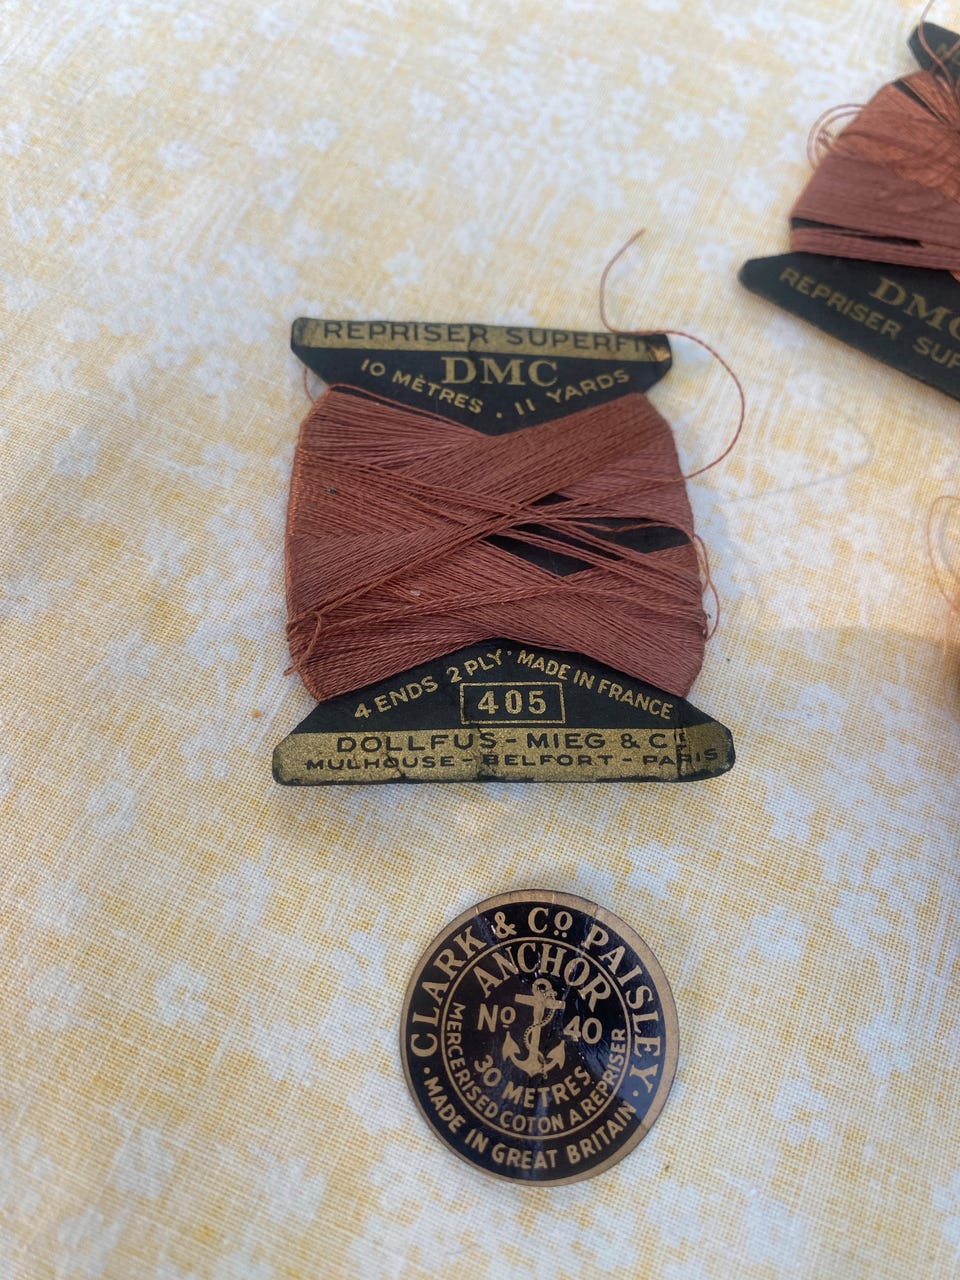 REPRISER SUPERFIN
DMC
10 MÈTRES . 11 YARDS
4 ENDS 2 PLY · MADE IN FRANCE
405
DOLLFUS - MIEG & CIE
MULHOUSE - BELFORT - PARIS
DMC
REPRISER SUP
CLARK & CO PAISLEY
ANCHOR
No 40
30 METRES
MERCERISED COTON A REPRISER
· MADE IN GREAT BRITAIN ·